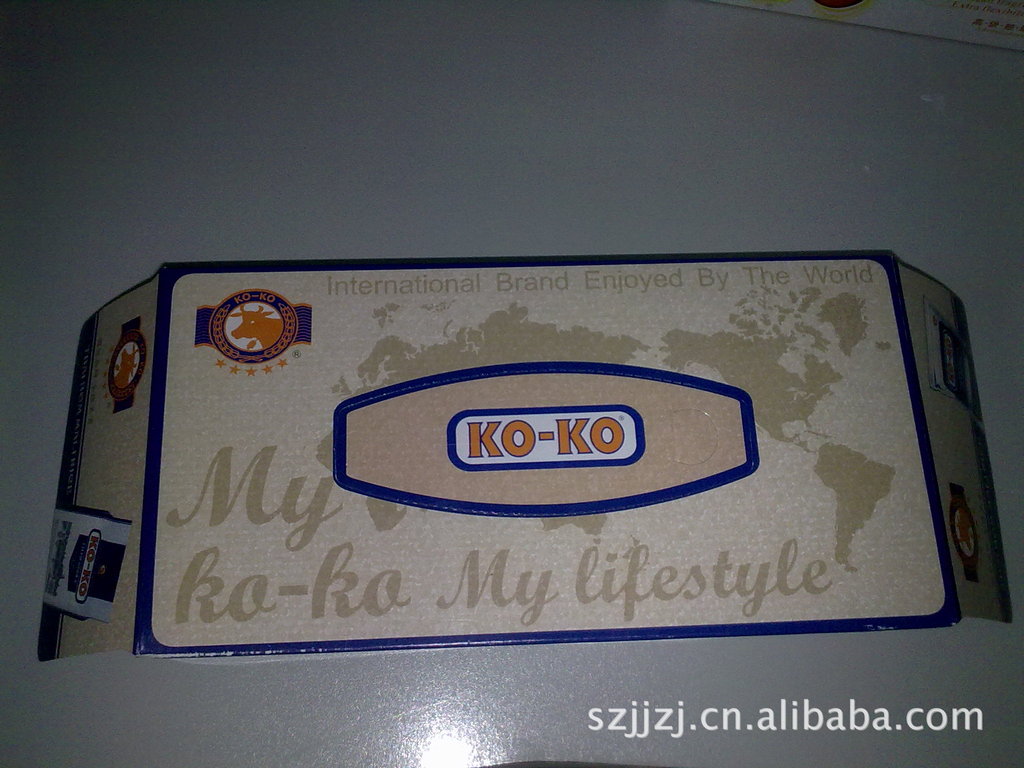 International Brand Enjoyed By The World
KO-KO
®
KO-KO®
My
ko-ko My lifestyle
KO-KO
szjjzj.cn.alibaba.com